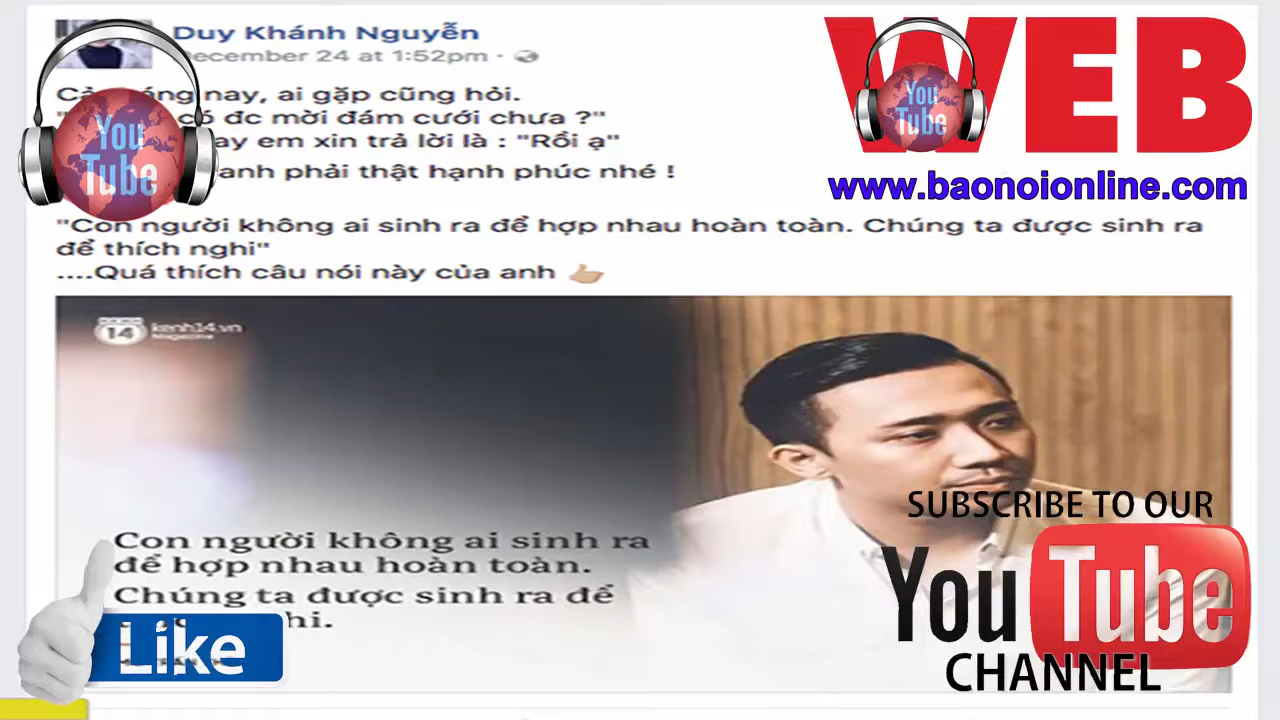 Duy Khánh Nguyễn
December 24 at 1:52pm
nay, ai gặp cũng hỏi.
có đc mời đám cưới chưa ?"
em xin trả lời là : "Rồi ạ"
anh phải thật hạnh phúc nhé !
"Con người không ai sinh ra để hợp nhau hoàn toàn. Chúng ta được sinh ra
để thích nghi"
....Quá thích câu nói này của anh
14
kenh14.vn
Magazine
Con người không ai sinh ra
để hợp nhau hoàn toàn.
Chúng ta được sinh ra để
You
Tube
Like
WEB
You
Tube
www.baonoionline.com
SUBSCRIBE TO OUR
YouTube
CHANNEL